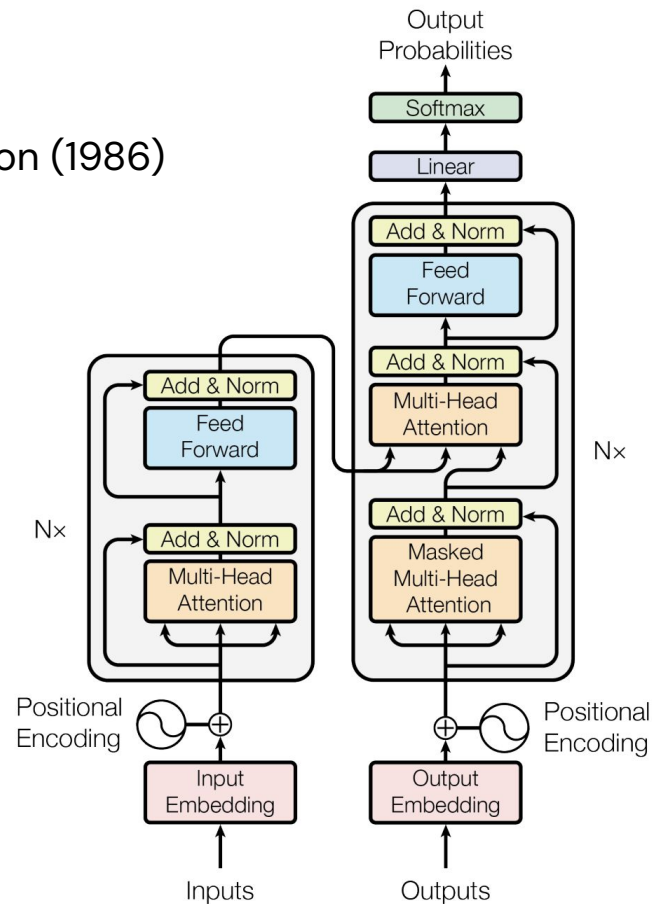 on (1986)
Output
Probabilities
Softmax
Linear
Add & Norm
Feed
Forward
Add & Norm
Multi-Head
Attention
Nx
Add & Norm
Masked
Multi-Head
Attention
Positional
Encoding
Output
Embedding
Outputs
Add & Norm
Feed
Forward
Nx
Add & Norm
Multi-Head
Attention
Positional
Encoding
Input
Embedding
Inputs